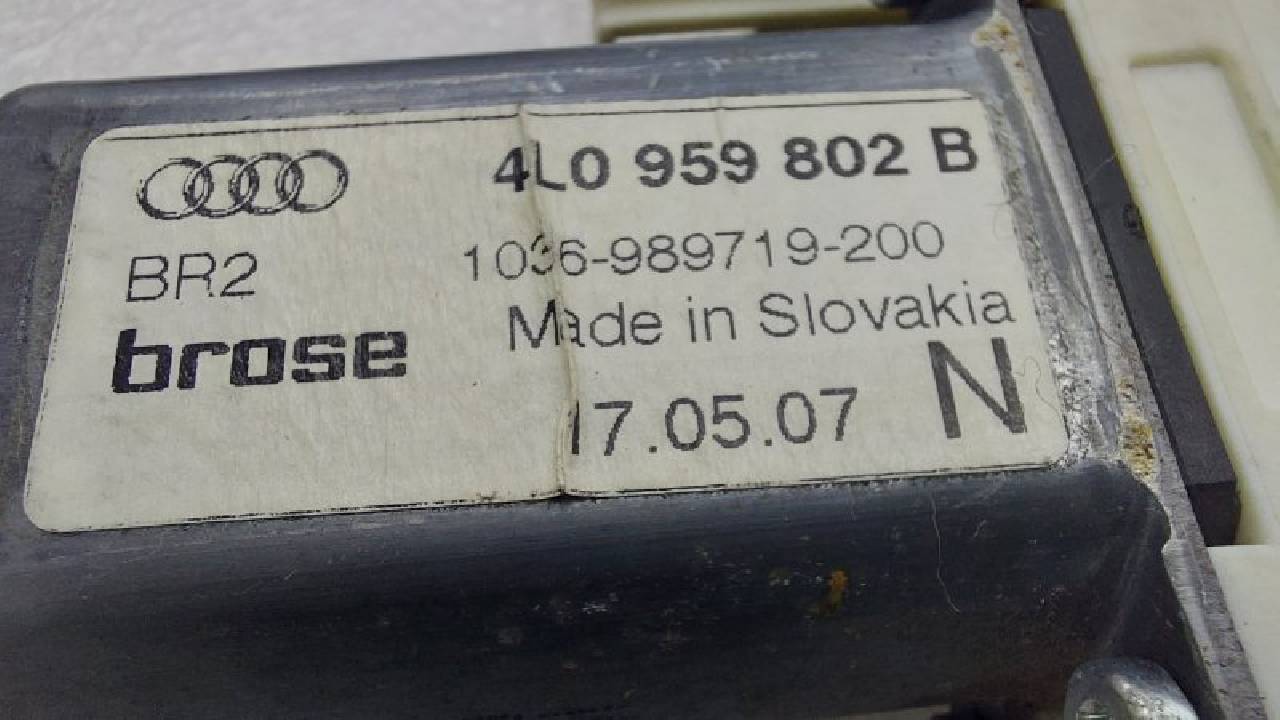 4L0 959 802 B
BR2
1036-989719-200
brose
Made in Slovakia
17.05.07
N